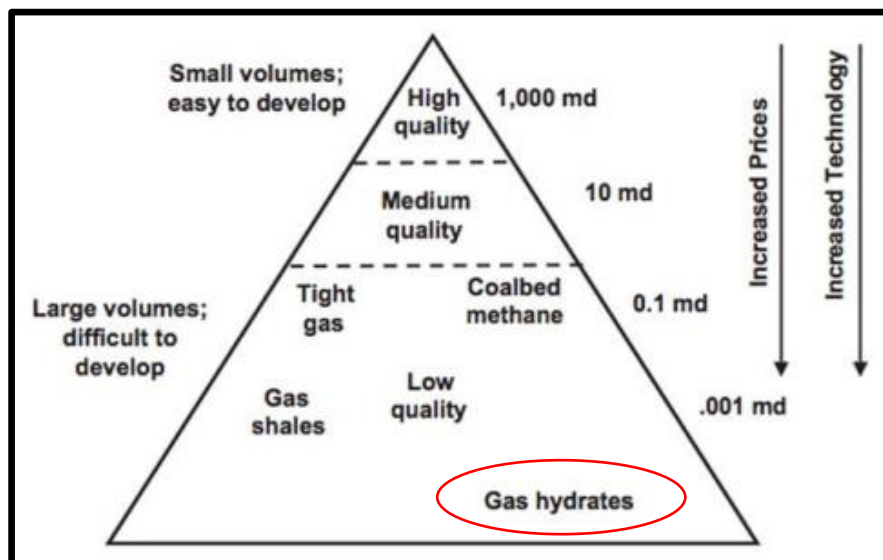 Small volumes;
easy to develop
High
quality
1,000 md
Medium
quality
10 md
Large volumes;
difficult to
develop
Tight
gas
Coalbed
methane
0.1 md
Gas
shales
Low
quality
.001 md
Gas hydrates
Increased Prices
Increased Technology